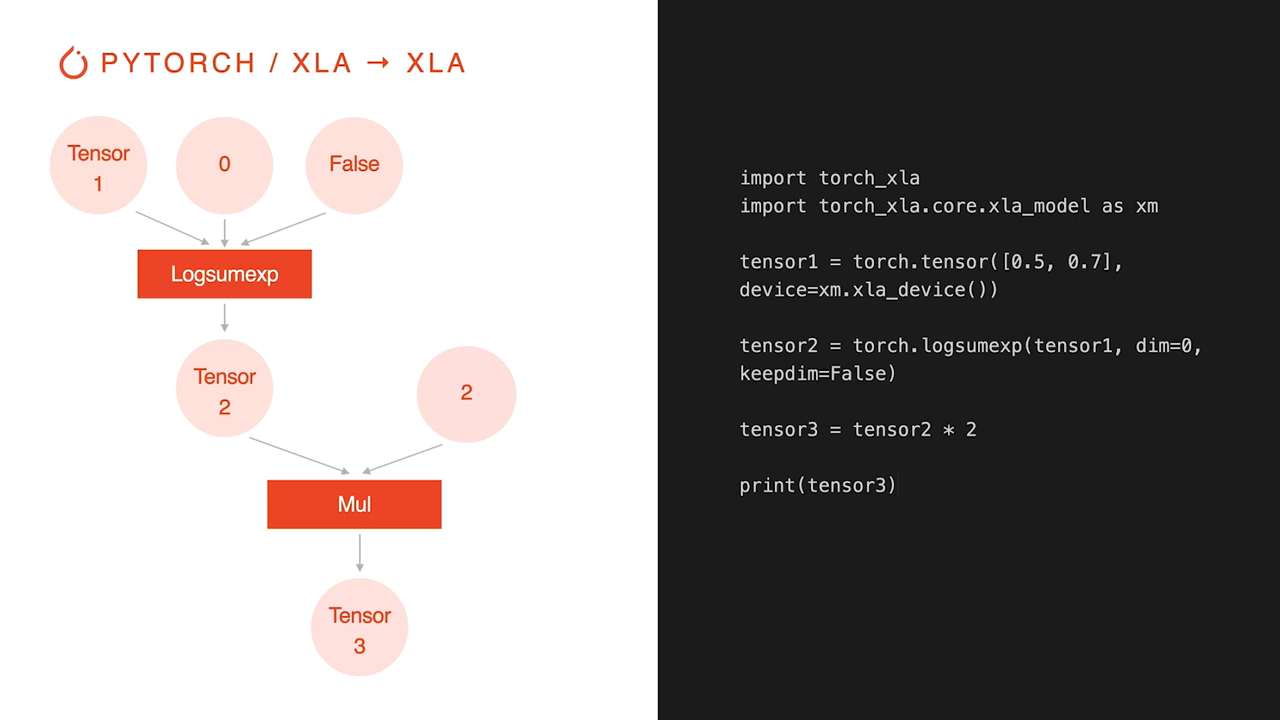 PYTORCH / XLA → XLA
Tensor
1
0
False
Logsumexp
Tensor
2
2
Mul
Tensor
3
import torch_xla
import torch_xla.core.xla_model as xm
tensor1 = torch.tensor([0.5, 0.7],
device=xm.xla_device())
tensor2 = torch.logsumexp(tensor1, dim=0,
keepdim=False)
tensor3 = tensor2 * 2
print(tensor3)